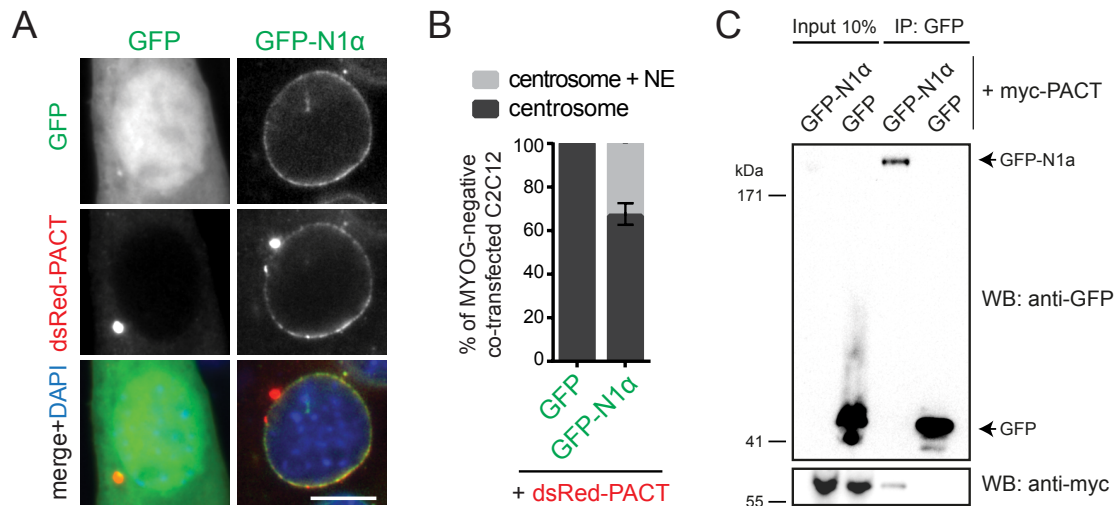 A
GFP
GFP-N1α
GFP
dsRed-PACT
merge+DAPI
B
centrosome + NE
centrosome
% of MYOG-negative
co-transfected C2C12
100
80
60
40
20
0
GFP
GFP-N1α
+ dsRed-PACT
C
Input 10%
IP: GFP
GFP-N1α
GFP
GFP-N1α
GFP
+ myc-PACT
kDa
171
41
55
GFP-N1a
GFP
WB: anti-GFP
WB: anti-myc